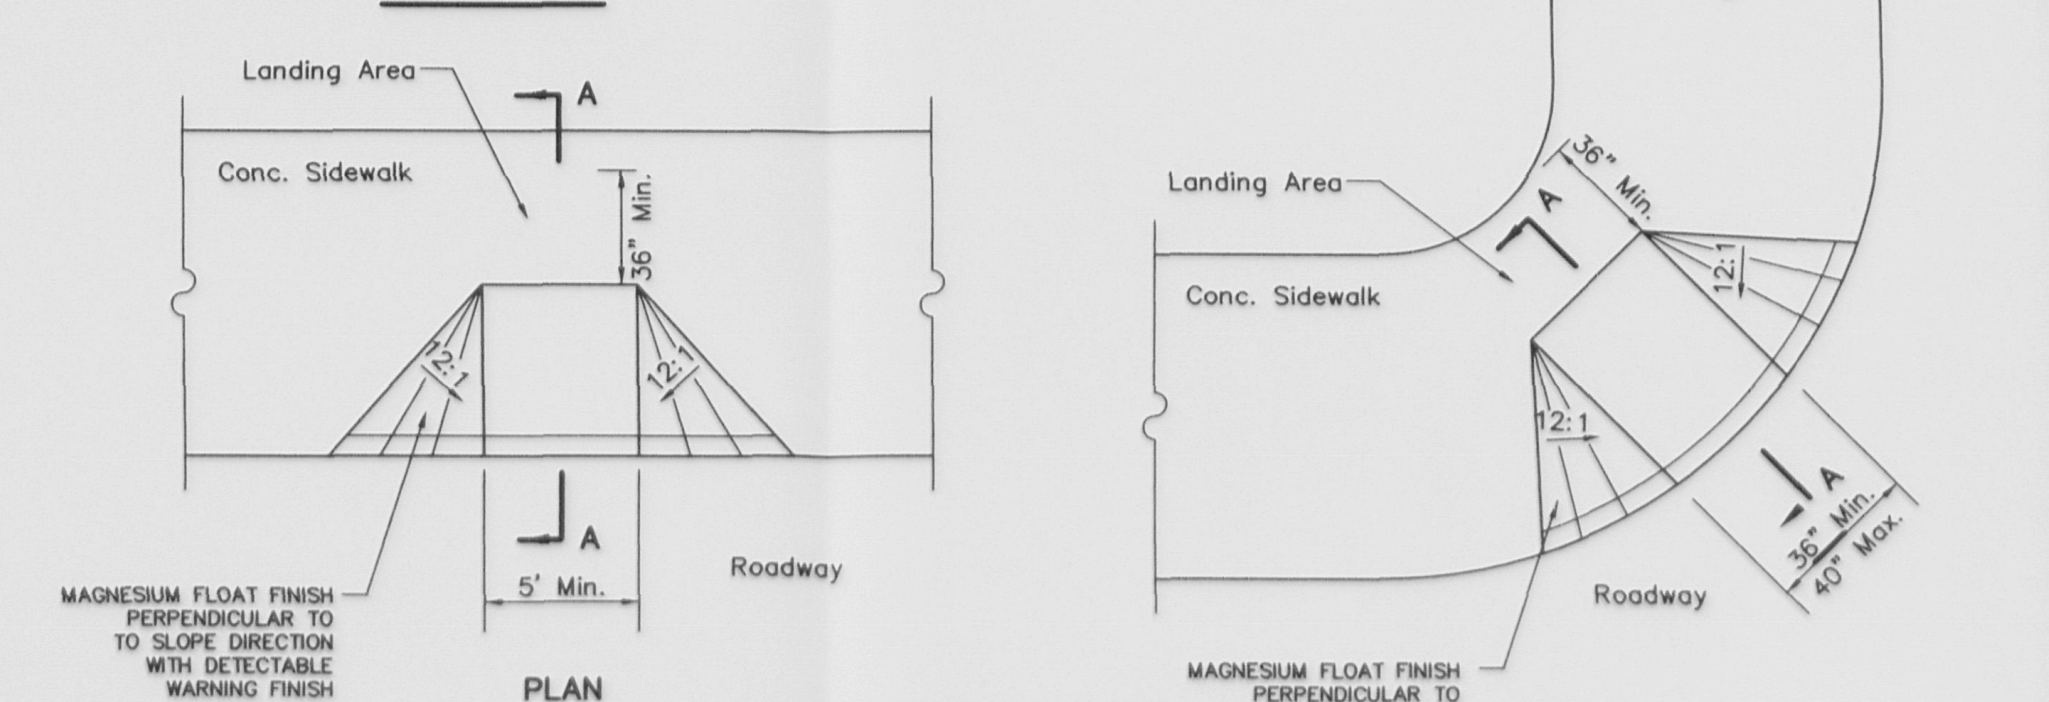 Landing Area
A
Conc. Sidewalk
36" Min.
12:1
12:1
A
5' Min.
Roadway
MAGNESIUM FLOAT FINISH
PERPENDICULAR TO
TO SLOPE DIRECTION
WITH DETECTABLE
WARNING FINISH
PLAN
36" Min.
Landing Area
A
12:1
Conc. Sidewalk
12:1
A
36" Min.
40" Max.
Roadway
MAGNESIUM FLOAT FINISH
PERPENDICULAR TO